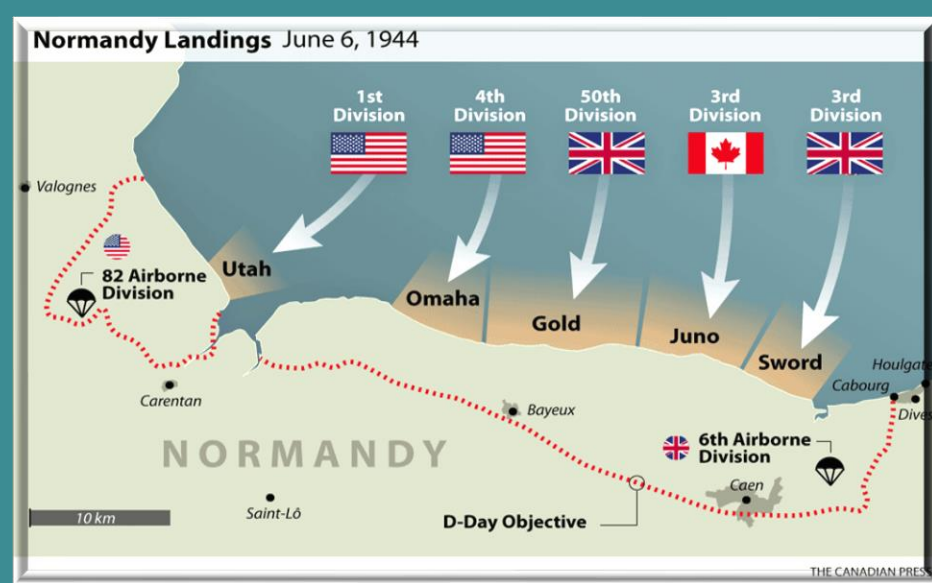 Normandy Landings June 6, 1944
1st
Division
4th
Division
50th
Division
3rd
Division
3rd
Division
Valognes
82 Airborne
Division
Utah
Omaha
Gold
Juno
Sword
Houlgate
Cabourg
Dives
Carentan
Bayeux
NORMANDY
6th Airborne
Division
Caen
10 km
Saint-Lô
D-Day Objective
THE CANADIAN PRESS